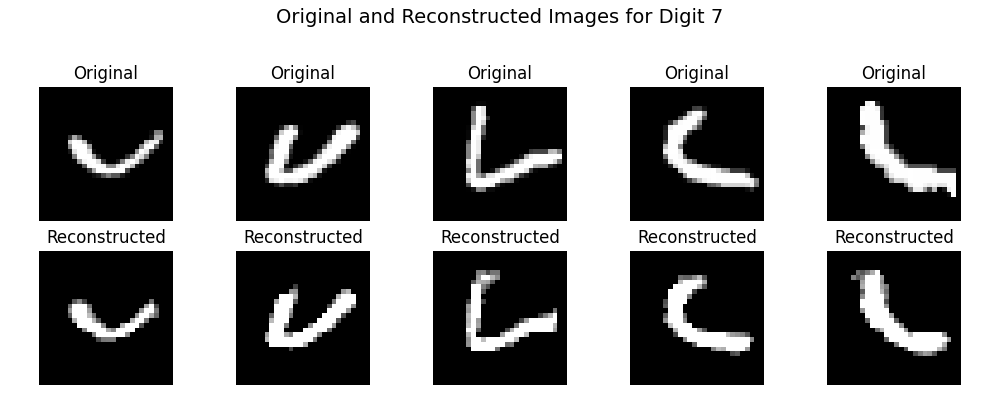 Original and Reconstructed Images for Digit 7
Original Original Original Original Original
Reconstructed Reconstructed Reconstructed Reconstructed Reconstructed